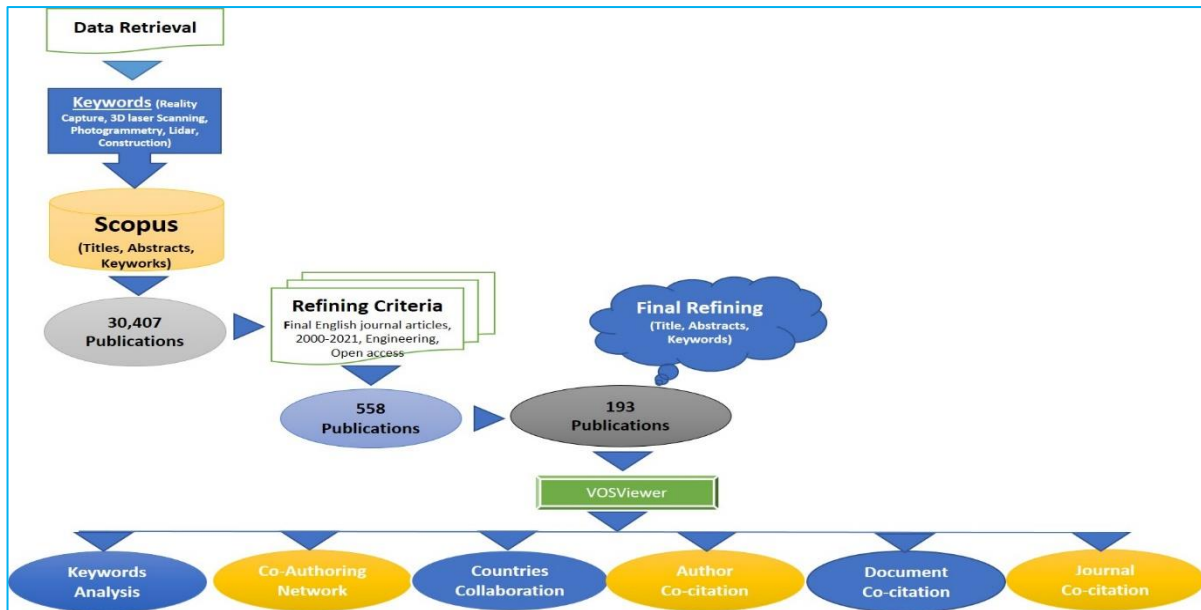 Data Retrieval
Keywords (Reality
Capture, 3D laser Scanning,
Photogrammetry, Lidar,
Construction)
Scopus
(Titles, Abstracts,
Keyworks)
30,407
Publications
Refining Criteria
Final English journal articles,
2000-2021, Engineering,
Open access
558
Publications
Final Refining
(Title, Abstracts,
Keywords)
193
Publications
VOSViewer
Keywords
Analysis
Co-Authoring
Network
Countries
Collaboration
Author
Co-citation
Document
Co-citation
Journal
Co-citation